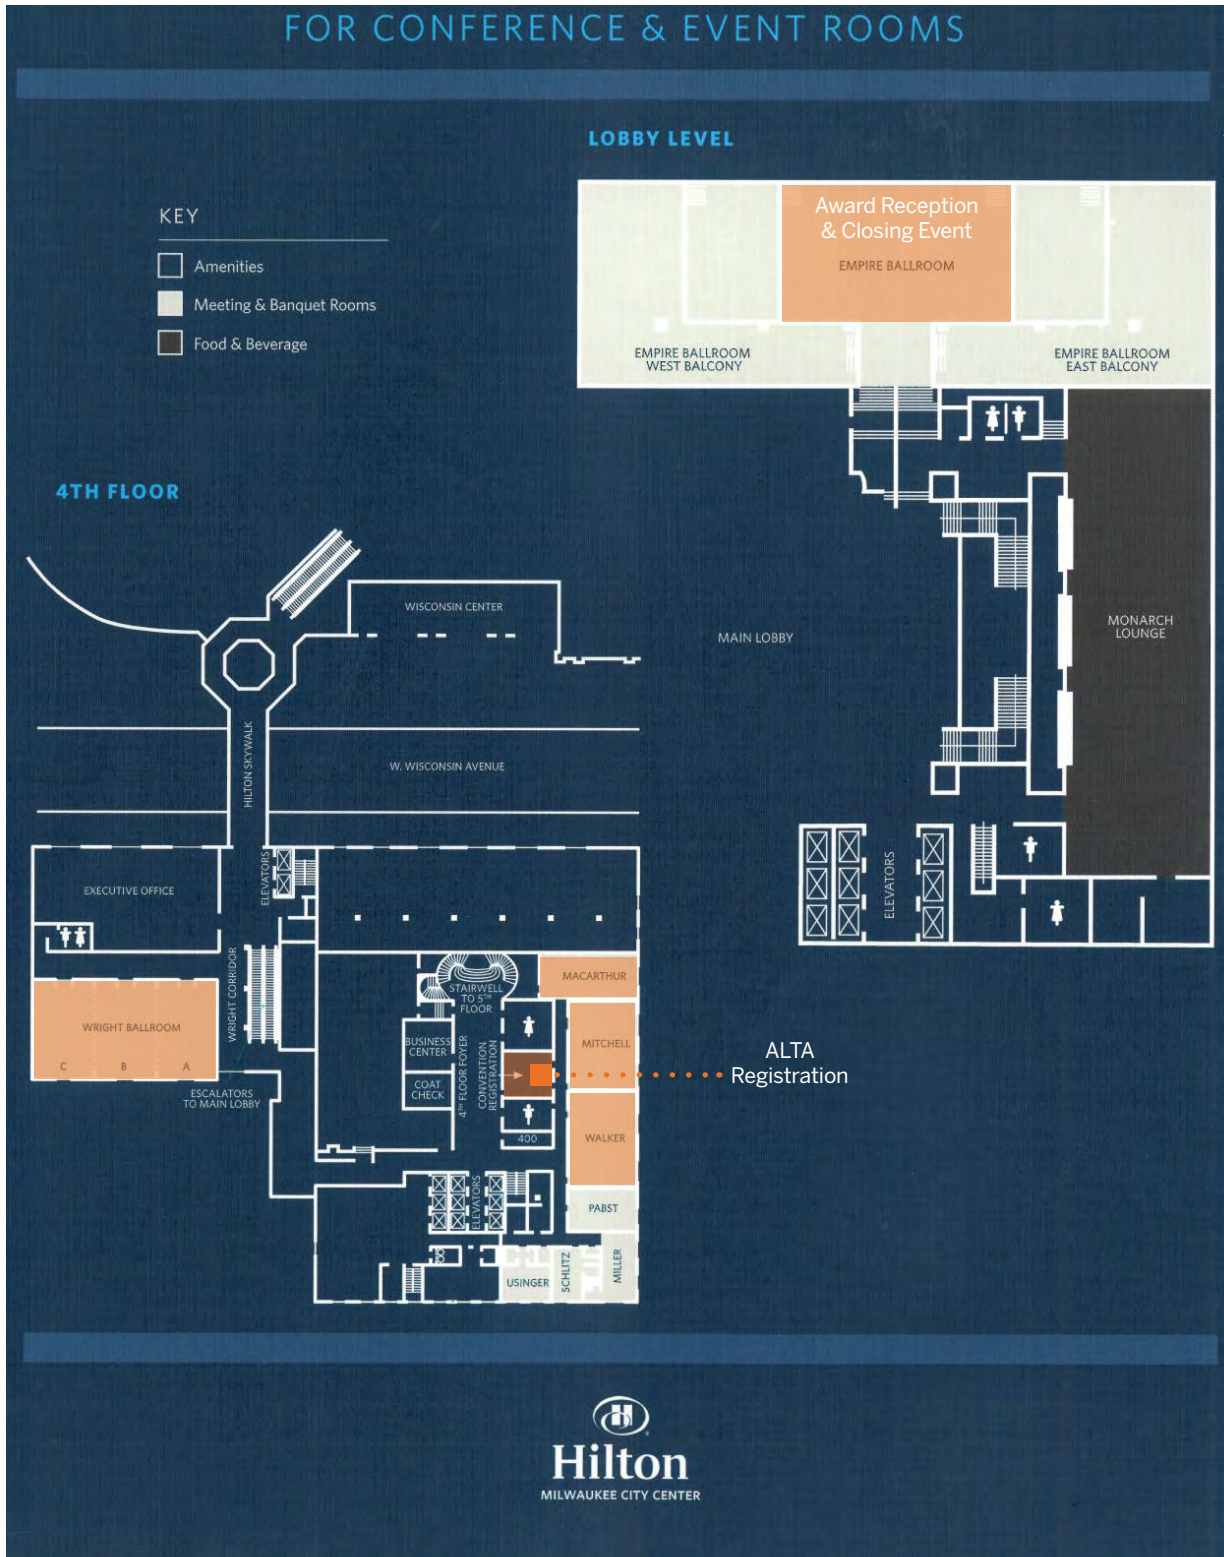 FOR CONFERENCE & EVENT ROOMS
LOBBY LEVEL
KEY
Amenities
Meeting & Banquet Rooms
Food & Beverage
Award Reception
& Closing Event
EMPIRE BALLROOM
EMPIRE BALLROOM
WEST BALCONY
EMPIRE BALLROOM
EAST BALCONY
MAIN LOBBY
MONARCH
LOUNGE
ELEVATORS
4TH FLOOR
WISCONSIN CENTER
HILTON SKYWALK
W. WISCONSIN AVENUE
EXECUTIVE OFFICE
ELEVATORS
WRIGHT CORRIDOR
WRIGHT BALLROOM
C
B
A
ESCALATORS
TO MAIN LOBBY
STAIRWELL
TO 5TH
FLOOR
BUSINESS
CENTER
COAT
CHECK
4TH FLOOR FOYER
CONVENTION
REGISTRATION
400
MACARTHUR
MITCHELL
WALKER
PABST
ELEVATORS
USINGER
SCHLITZ
MILLER
ALTA
Registration
H
Hilton
MILWAUKEE CITY CENTER